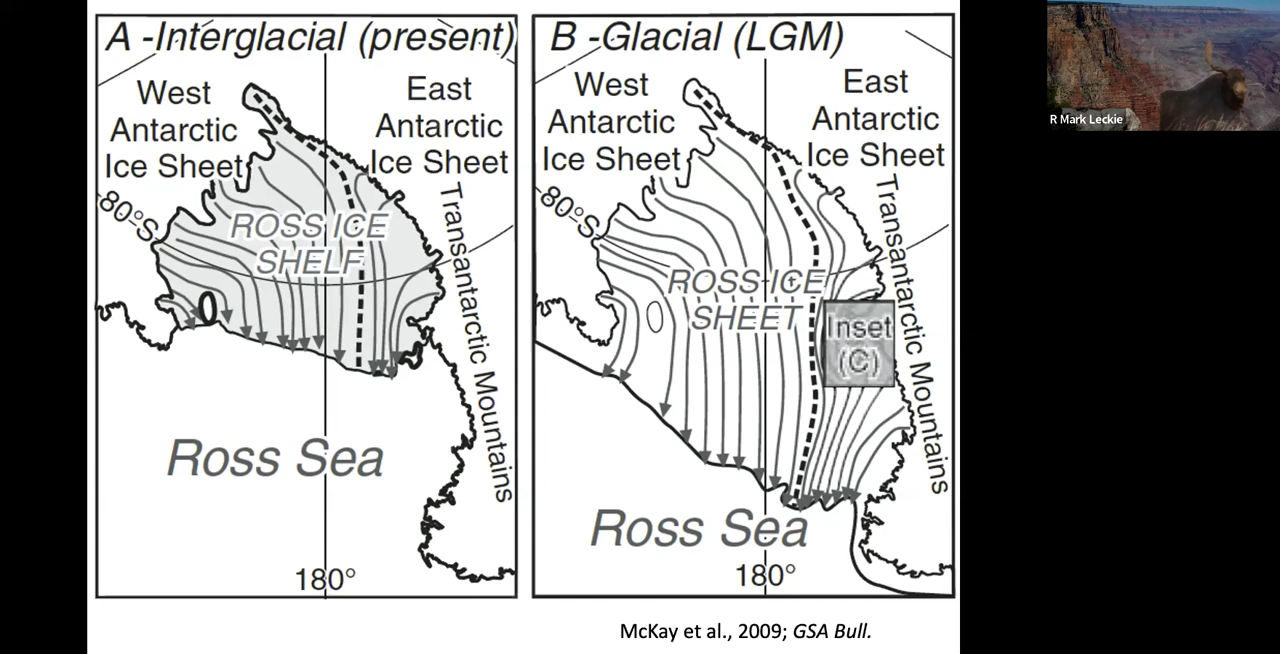 A -Interglacial (present)
West
Antarctic
Ice Sheet
East
Antarctic
Ice Sheet
80°S
ROSS ICE
SHELF
Transantarctic Mountains
Ross Sea
180°
B -Glacial (LGM)
West
Antarctic
Ice Sheet
East
Antarctic
Ice Sheet
80°S
ROSS ICE
SHEET
Inset
(C)
Transantarctic Mountains
Ross Sea
180°
McKay et al., 2009; GSA Bull.
R Mark Leckie